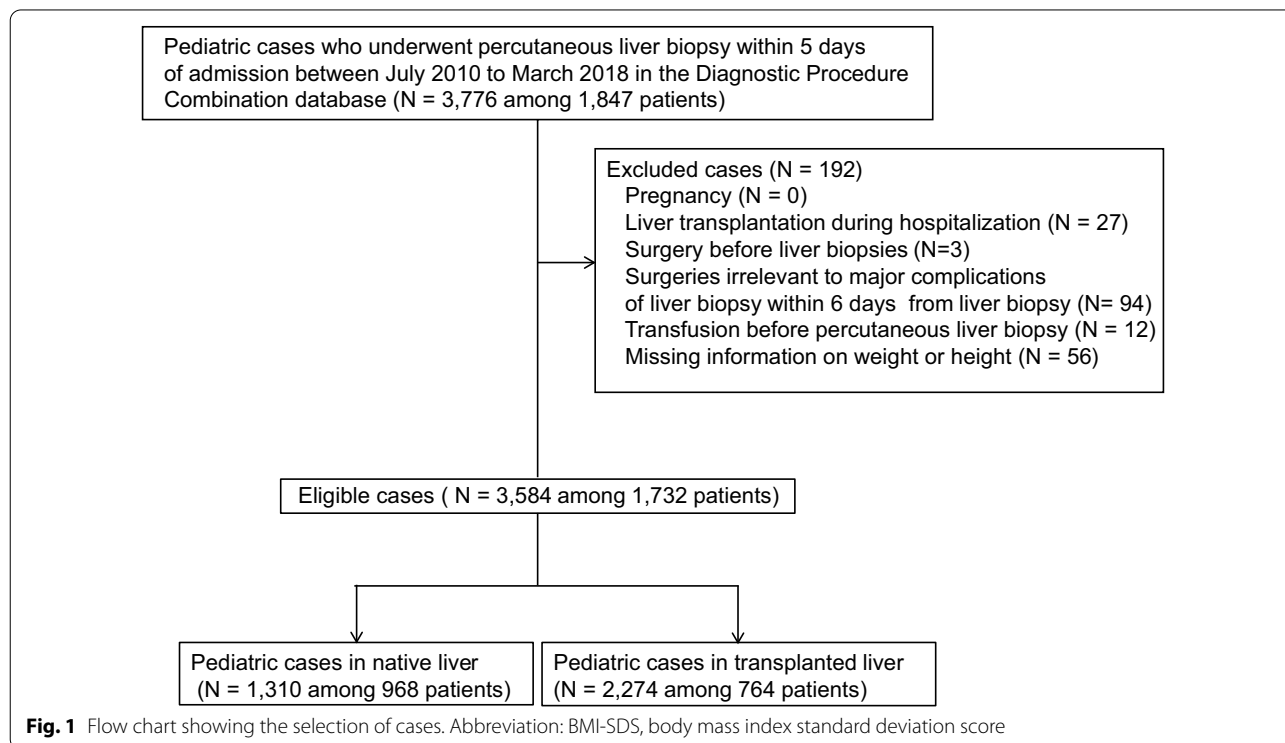 Pediatric cases who underwent percutaneous liver biopsy within 5 days
of admission between July 2010 to March 2018 in the Diagnostic Procedure
Combination database (N = 3,776 among 1,847 patients)
Excluded cases (N = 192)
Pregnancy (N = 0)
Liver transplantation during hospitalization (N = 27)
Surgery before liver biopsies (N=3)
Surgeries irrelevant to major complications
of liver biopsy within 6 days from liver biopsy (N= 94)
Transfusion before percutaneous liver biopsy (N = 12)
Missing information on weight or height (N = 56)
Eligible cases ( N = 3,584 among 1,732 patients)
Pediatric cases in native liver
(N = 1,310 among 968 patients)
Pediatric cases in transplanted liver
(N = 2,274 among 764 patients)
Fig. 1 Flow chart showing the selection of cases. Abbreviation: BMI-SDS, body mass index standard deviation score